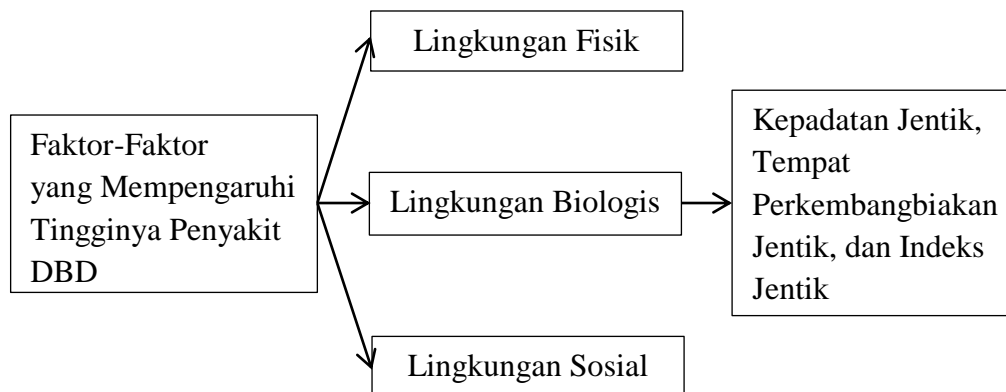 Faktor-Faktor
yang Mempengaruhi
Tingginya Penyakit
DBD
Lingkungan Fisik
Lingkungan Biologis
Lingkungan Sosial
Kepadatan Jentik,
Tempat
Perkembangbiakan
Jentik, dan Indeks
Jentik